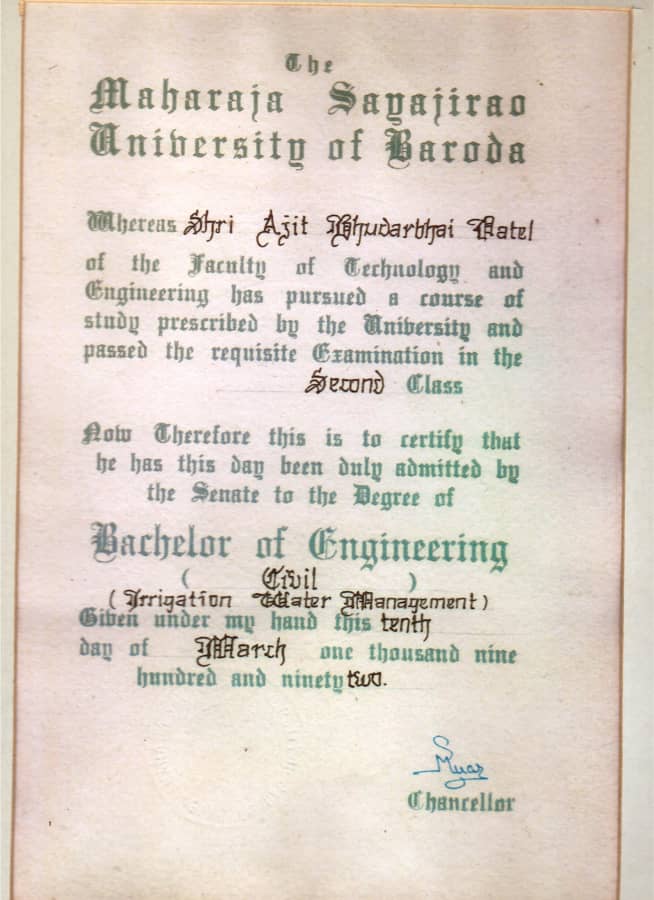 The
Maharaja Sayajirao
University of Baroda
Whereas Shri Ajit Bhudarbhai Patel
of the Faculty of Technology and
Engineering has pursued a course of
study prescribed by the University and
passed the requisite Examination in the
Second Class
Now Therefore this is to certify that
he has this day been duly admitted by
the Senate to the Degree of
Bachelor of Engineering
( Civil )
( Irrigation Water Management )
Given under my hand this tenth
day of March one thousand nine
hundred and ninety two.
Chancellor